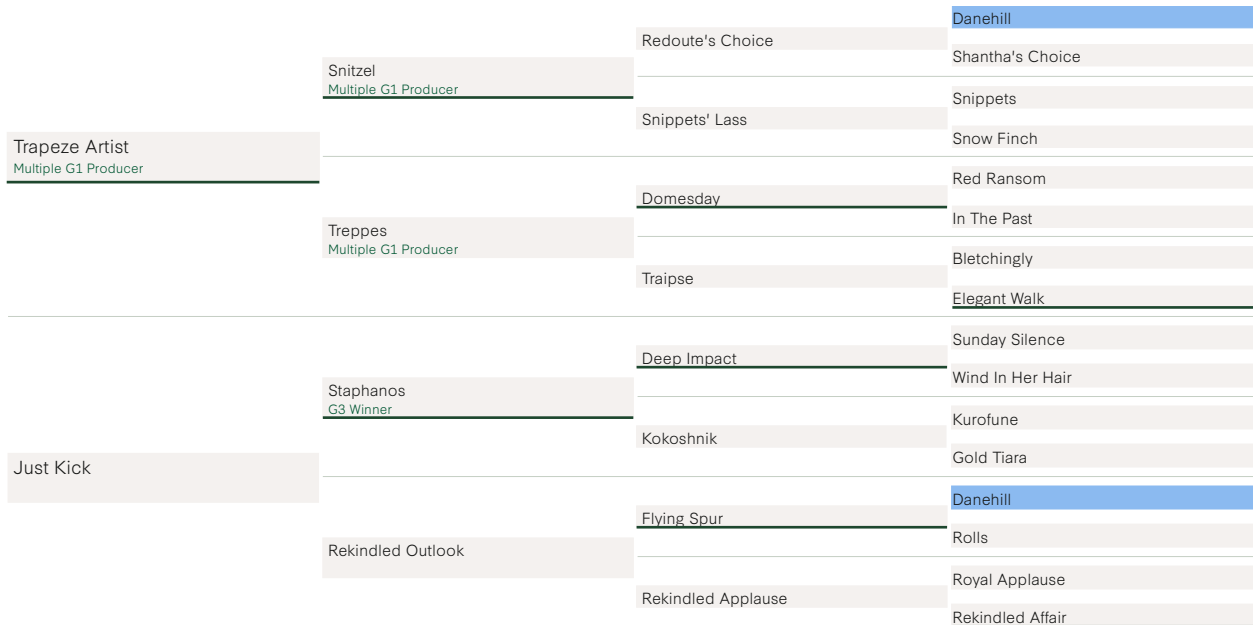 Trapeze Artist
Multiple G1 Producer
Just Kick
Snitzel
Multiple G1 Producer
Treppes
Multiple G1 Producer
Staphanos
G3 Winner
Rekindled Outlook
Redoute's Choice
Snippets' Lass
Domesday
Traipse
Deep Impact
Kokoshnik
Flying Spur
Rekindled Applause
Danehill
Shantha's Choice
Snippets
Snow Finch
Red Ransom
In The Past
Bletchingly
Elegant Walk
Sunday Silence
Wind In Her Hair
Kurofune
Gold Tiara
Danehill
Rolls
Royal Applause
Rekindled Affair